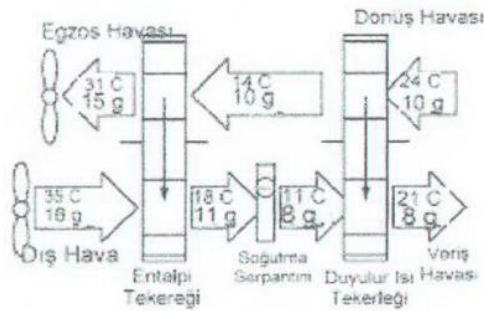 Egzos Havası
Dönüş Havası
31 C
15 g
14 C
10 g
24 C
10 g
35 C
16 g
18 C
11 g
11 C
8 g
21 C
8 g
Dış Hava
Entalpi
Tekereği
Soğutma
Serpantini
Duyulur Isı
Tekerleği
Veriş
Havası